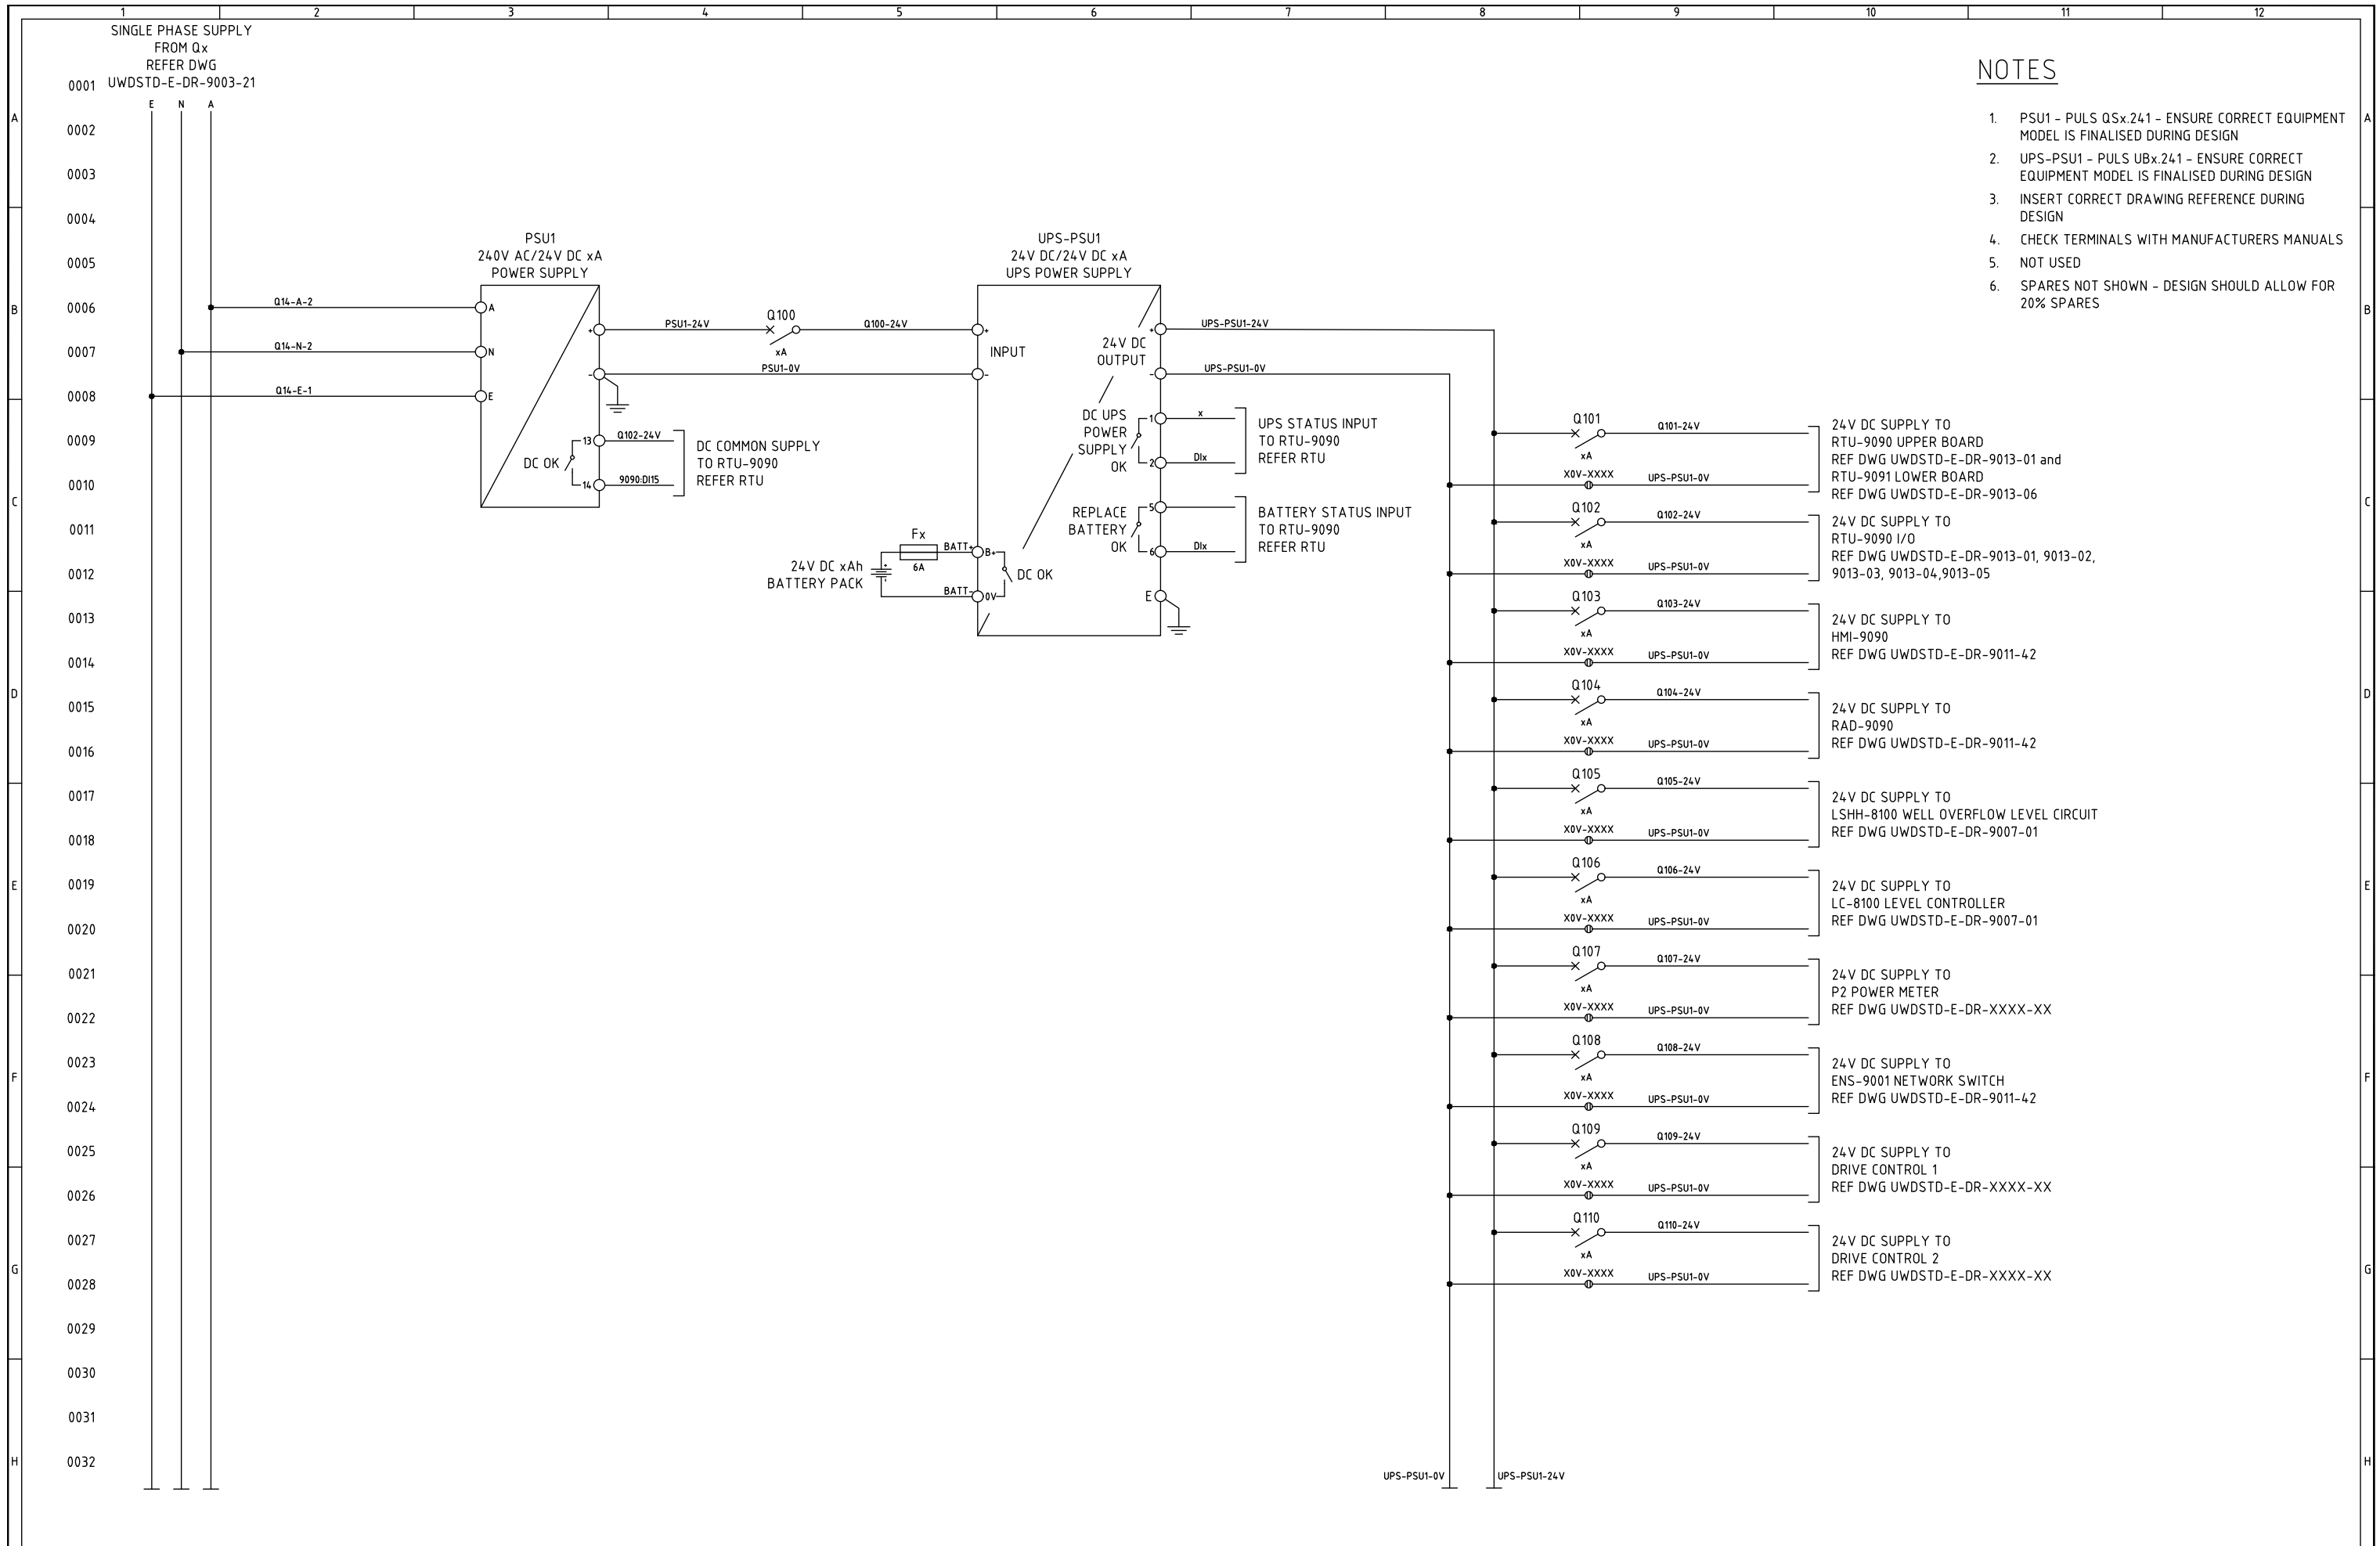 1 2 3 4 5 6 7 8 9 10 11 12
A
B
C
D
E
F
G
H
A
B
C
D
E
F
G
H
SINGLE PHASE SUPPLY
FROM Qx
REFER DWG
UWDSTD-E-DR-9003-21
E N A
0001
0002
0003
0004
0005
0006
0007
0008
0009
0010
0011
0012
0013
0014
0015
0016
0017
0018
0019
0020
0021
0022
0023
0024
0025
0026
0027
0028
0029
0030
0031
0032
Q14-A-2
Q14-N-2
Q14-E-1
PSU1
240V AC/24V DC xA
POWER SUPPLY
A
N
E
+
-
DC OK
13
14
Q102-24V
9090:DI15
DC COMMON SUPPLY
TO RTU-9090
REFER RTU
PSU1-24V
Q100
xA
Q100-24V
PSU1-0V
UPS-PSU1
24V DC/24V DC xA
UPS POWER SUPPLY
+
INPUT
-
24V DC
OUTPUT
+
-
DC UPS
POWER
SUPPLY
OK
1
2
REPLACE
BATTERY
OK
5
6
E
B+
0V
DC OK
Fx
6A
BATT+
BATT-
+
-
24V DC xAh
BATTERY PACK
UPS-PSU1-24V
UPS-PSU1-0V
x
DIx
UPS STATUS INPUT
TO RTU-9090
REFER RTU
DIx
BATTERY STATUS INPUT
TO RTU-9090
REFER RTU
Q101
xA
Q101-24V
X0V-XXXX
UPS-PSU1-0V
24V DC SUPPLY TO
RTU-9090 UPPER BOARD
REF DWG UWDSTD-E-DR-9013-01 and
RTU-9091 LOWER BOARD
REF DWG UWDSTD-E-DR-9013-06
Q102
xA
Q102-24V
X0V-XXXX
UPS-PSU1-0V
24V DC SUPPLY TO
RTU-9090 I/O
REF DWG UWDSTD-E-DR-9013-01, 9013-02,
9013-03, 9013-04,9013-05
Q103
xA
Q103-24V
X0V-XXXX
UPS-PSU1-0V
24V DC SUPPLY TO
HMI-9090
REF DWG UWDSTD-E-DR-9011-42
Q104
xA
Q104-24V
X0V-XXXX
UPS-PSU1-0V
24V DC SUPPLY TO
RAD-9090
REF DWG UWDSTD-E-DR-9011-42
Q105
xA
Q105-24V
X0V-XXXX
UPS-PSU1-0V
24V DC SUPPLY TO
LSHH-8100 WELL OVERFLOW LEVEL CIRCUIT
REF DWG UWDSTD-E-DR-9007-01
Q106
xA
Q106-24V
X0V-XXXX
UPS-PSU1-0V
24V DC SUPPLY TO
LC-8100 LEVEL CONTROLLER
REF DWG UWDSTD-E-DR-9007-01
Q107
xA
Q107-24V
X0V-XXXX
UPS-PSU1-0V
24V DC SUPPLY TO
P2 POWER METER
REF DWG UWDSTD-E-DR-XXXX-XX
Q108
xA
Q108-24V
X0V-XXXX
UPS-PSU1-0V
24V DC SUPPLY TO
ENS-9001 NETWORK SWITCH
REF DWG UWDSTD-E-DR-9011-42
Q109
xA
Q109-24V
X0V-XXXX
UPS-PSU1-0V
24V DC SUPPLY TO
DRIVE CONTROL 1
REF DWG UWDSTD-E-DR-XXXX-XX
Q110
xA
Q110-24V
X0V-XXXX
UPS-PSU1-0V
24V DC SUPPLY TO
DRIVE CONTROL 2
REF DWG UWDSTD-E-DR-XXXX-XX
UPS-PSU1-0V
UPS-PSU1-24V
NOTES
1. PSU1 - PULS QSx.241 - ENSURE CORRECT EQUIPMENT
MODEL IS FINALISED DURING DESIGN
2. UPS-PSU1 - PULS UBx.241 - ENSURE CORRECT
EQUIPMENT MODEL IS FINALISED DURING DESIGN
3. INSERT CORRECT DRAWING REFERENCE DURING
DESIGN
4. CHECK TERMINALS WITH MANUFACTURERS MANUALS
5. NOT USED
6. SPARES NOT SHOWN - DESIGN SHOULD ALLOW FOR
20% SPARES